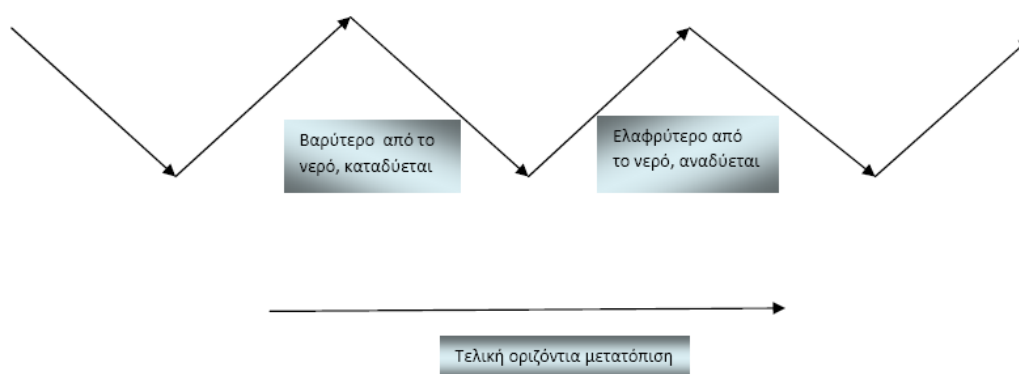 Βαρύτερο από το
νερό, καταδύεται
Ελαφρύτερο από
το νερό, αναδύεται
Τελική οριζόντια μετατόπιση